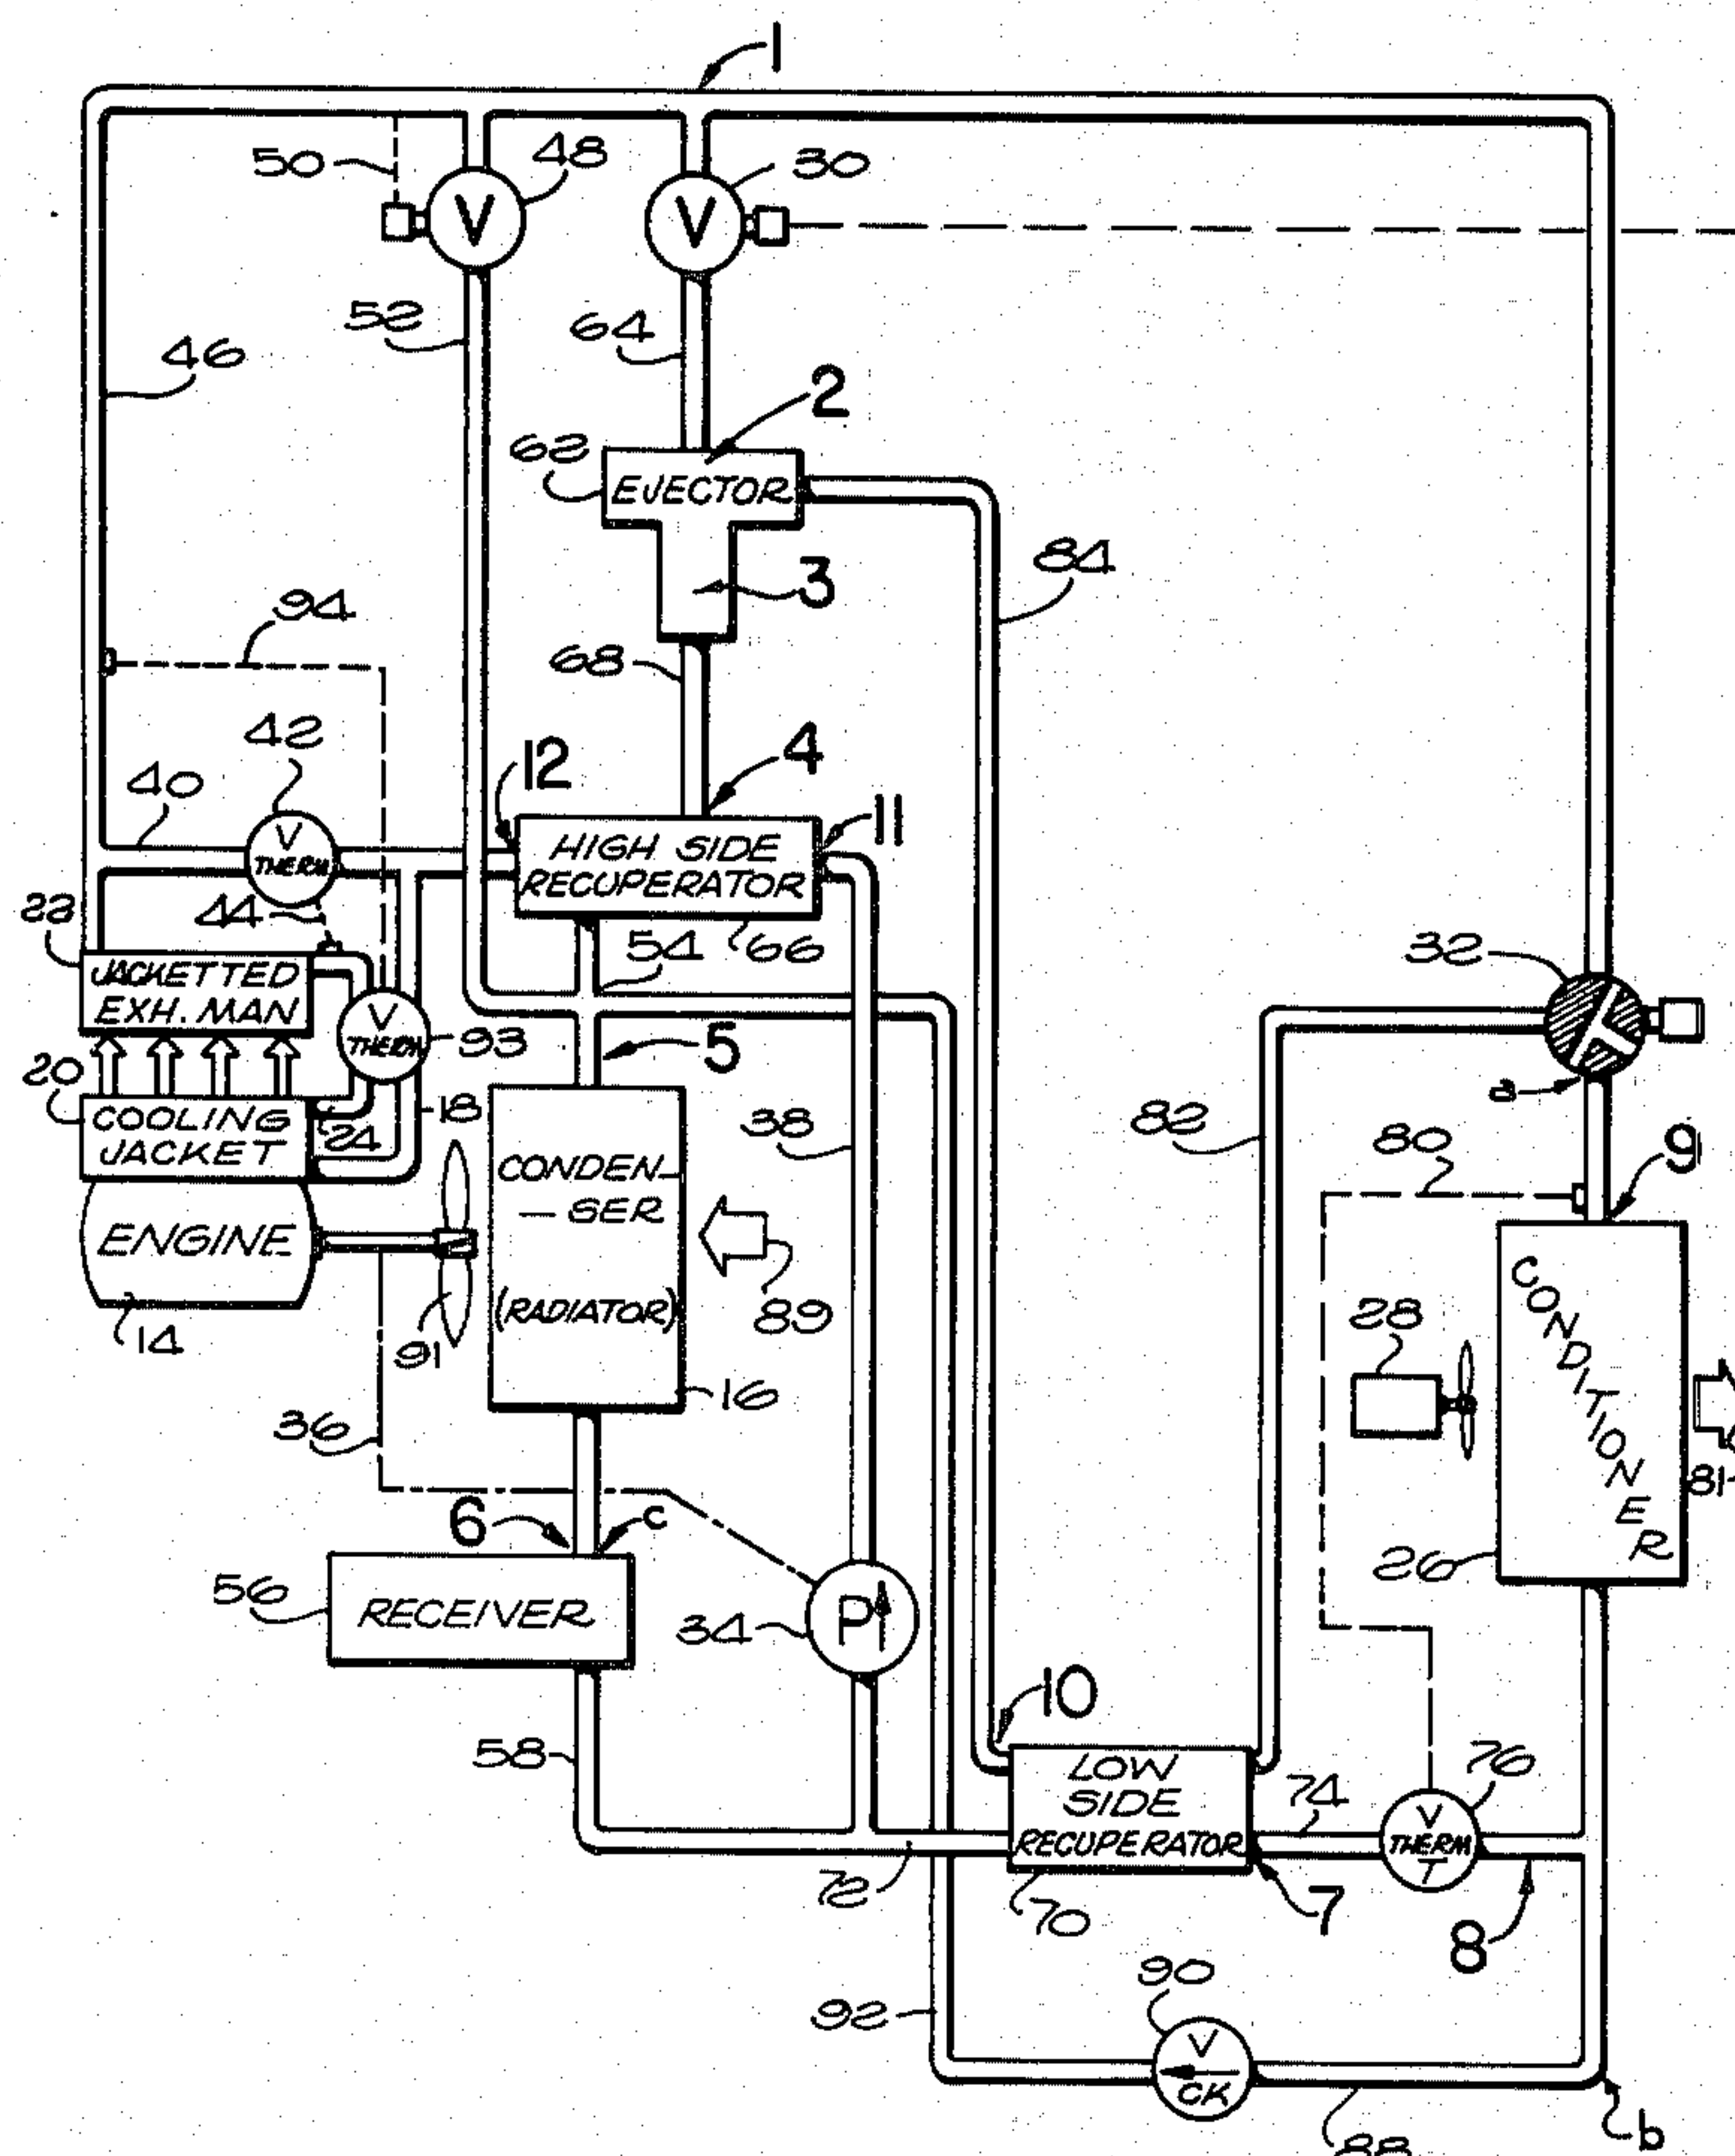 1
50
48
30
V
V
52
64
46
2
62
EJECTOR
84
3
94
68
42
12
4
40
11
V
THERM
HIGH SIDE
RECUPERATOR
22
44
54
66
32
JACKETTED
EXH. MAN
V
THERM
93
5
20
a
COOLING
JACKET
24
18
38
82
80
9
CONDEN-
- SER
ENGINE
(RADIATOR)
89
28
CONDITIONER
14
91
16
36
81
6
c
26
56
RECEIVER
34
P
10
58
LOW
SIDE
RECUPERATOR
74
76
V
THERM
T
72
70
7
8
90
92
V
CK
b
88